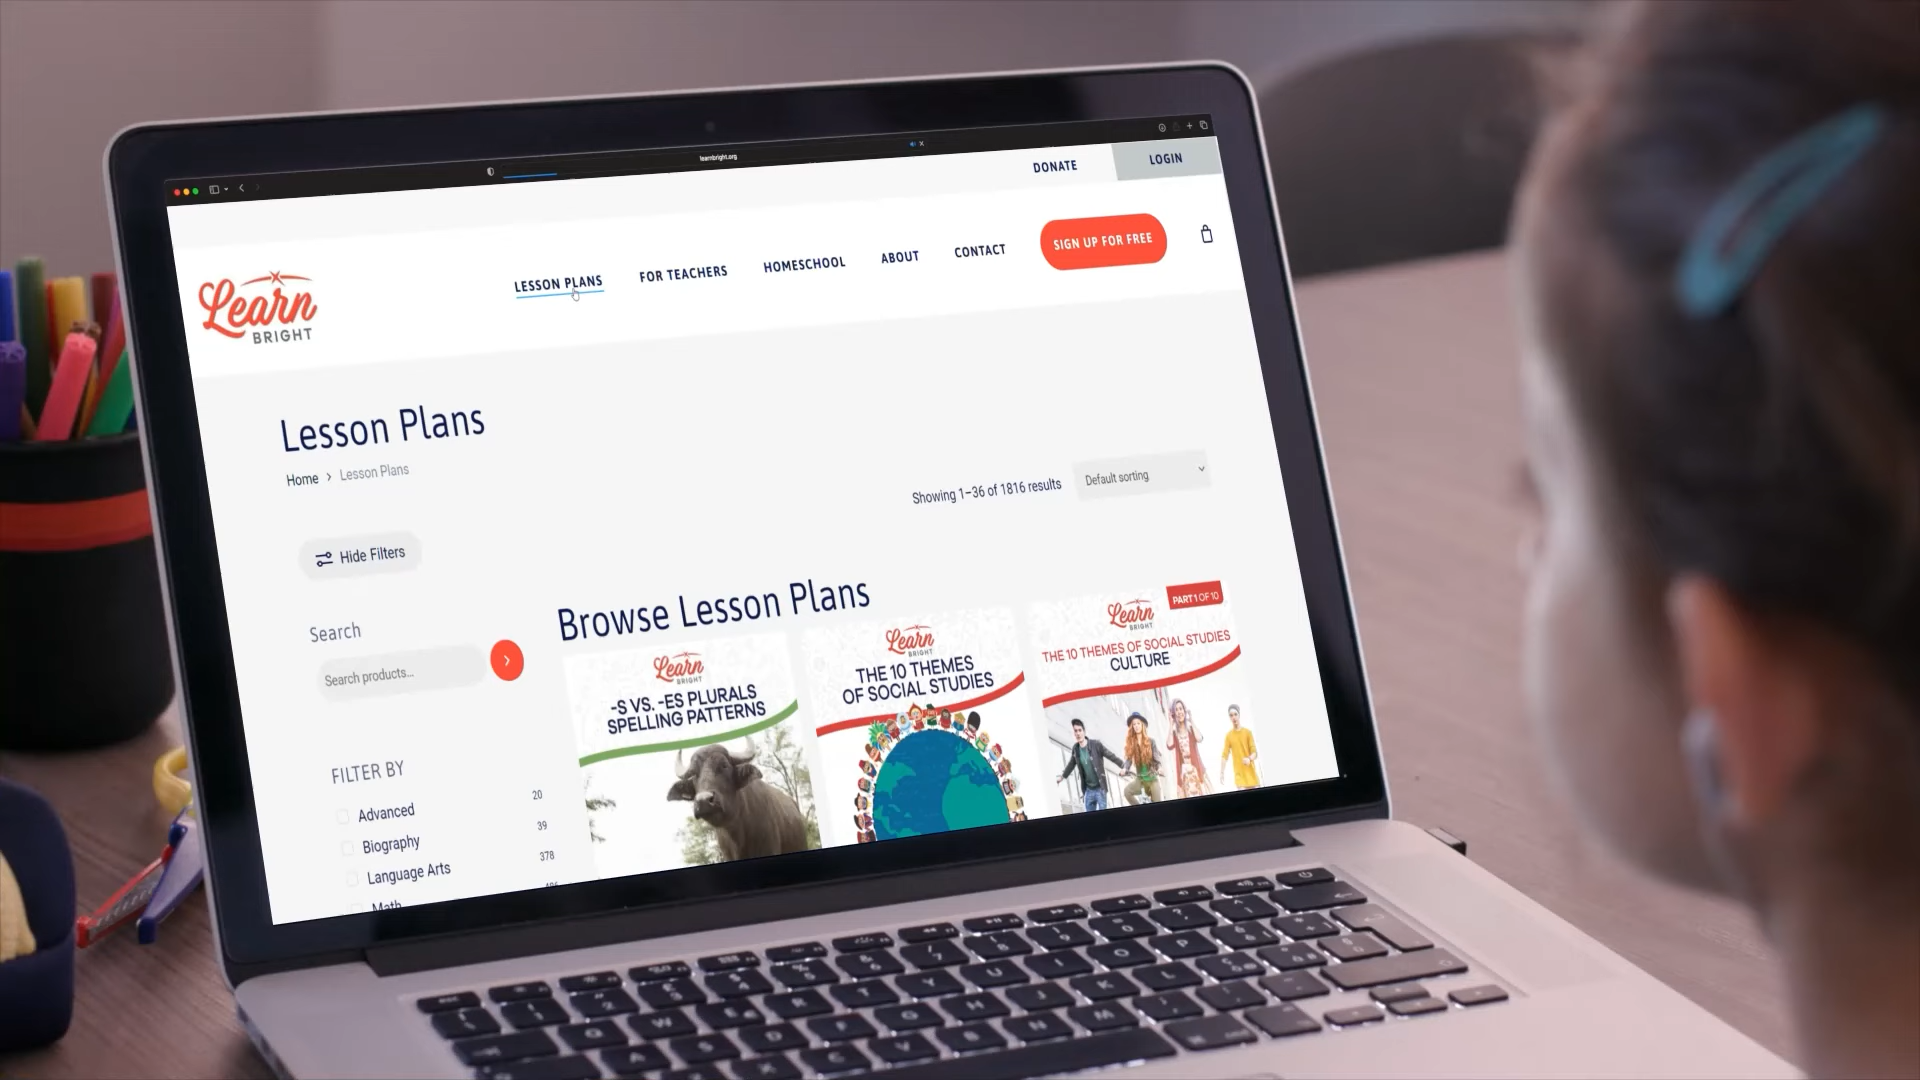 learnbright.org
DONATE
LOGIN
Learn
BRIGHT
LESSON PLANS
FOR TEACHERS
HOMESCHOOL
ABOUT
CONTACT
SIGN UP FOR FREE
Lesson Plans
Home > Lesson Plans
Showing 1–36 of 1816 results
Default sorting
Hide Filters
Search
Search products...
FILTER BY
Advanced 20
Biography 39
Language Arts 378
Math
Browse Lesson Plans
Learn
BRIGHT
-S VS. -ES PLURALS
SPELLING PATTERNS
Learn
BRIGHT
THE 10 THEMES
OF SOCIAL STUDIES
Learn
BRIGHT
PART 1 OF 10
THE 10 THEMES OF SOCIAL STUDIES
CULTURE